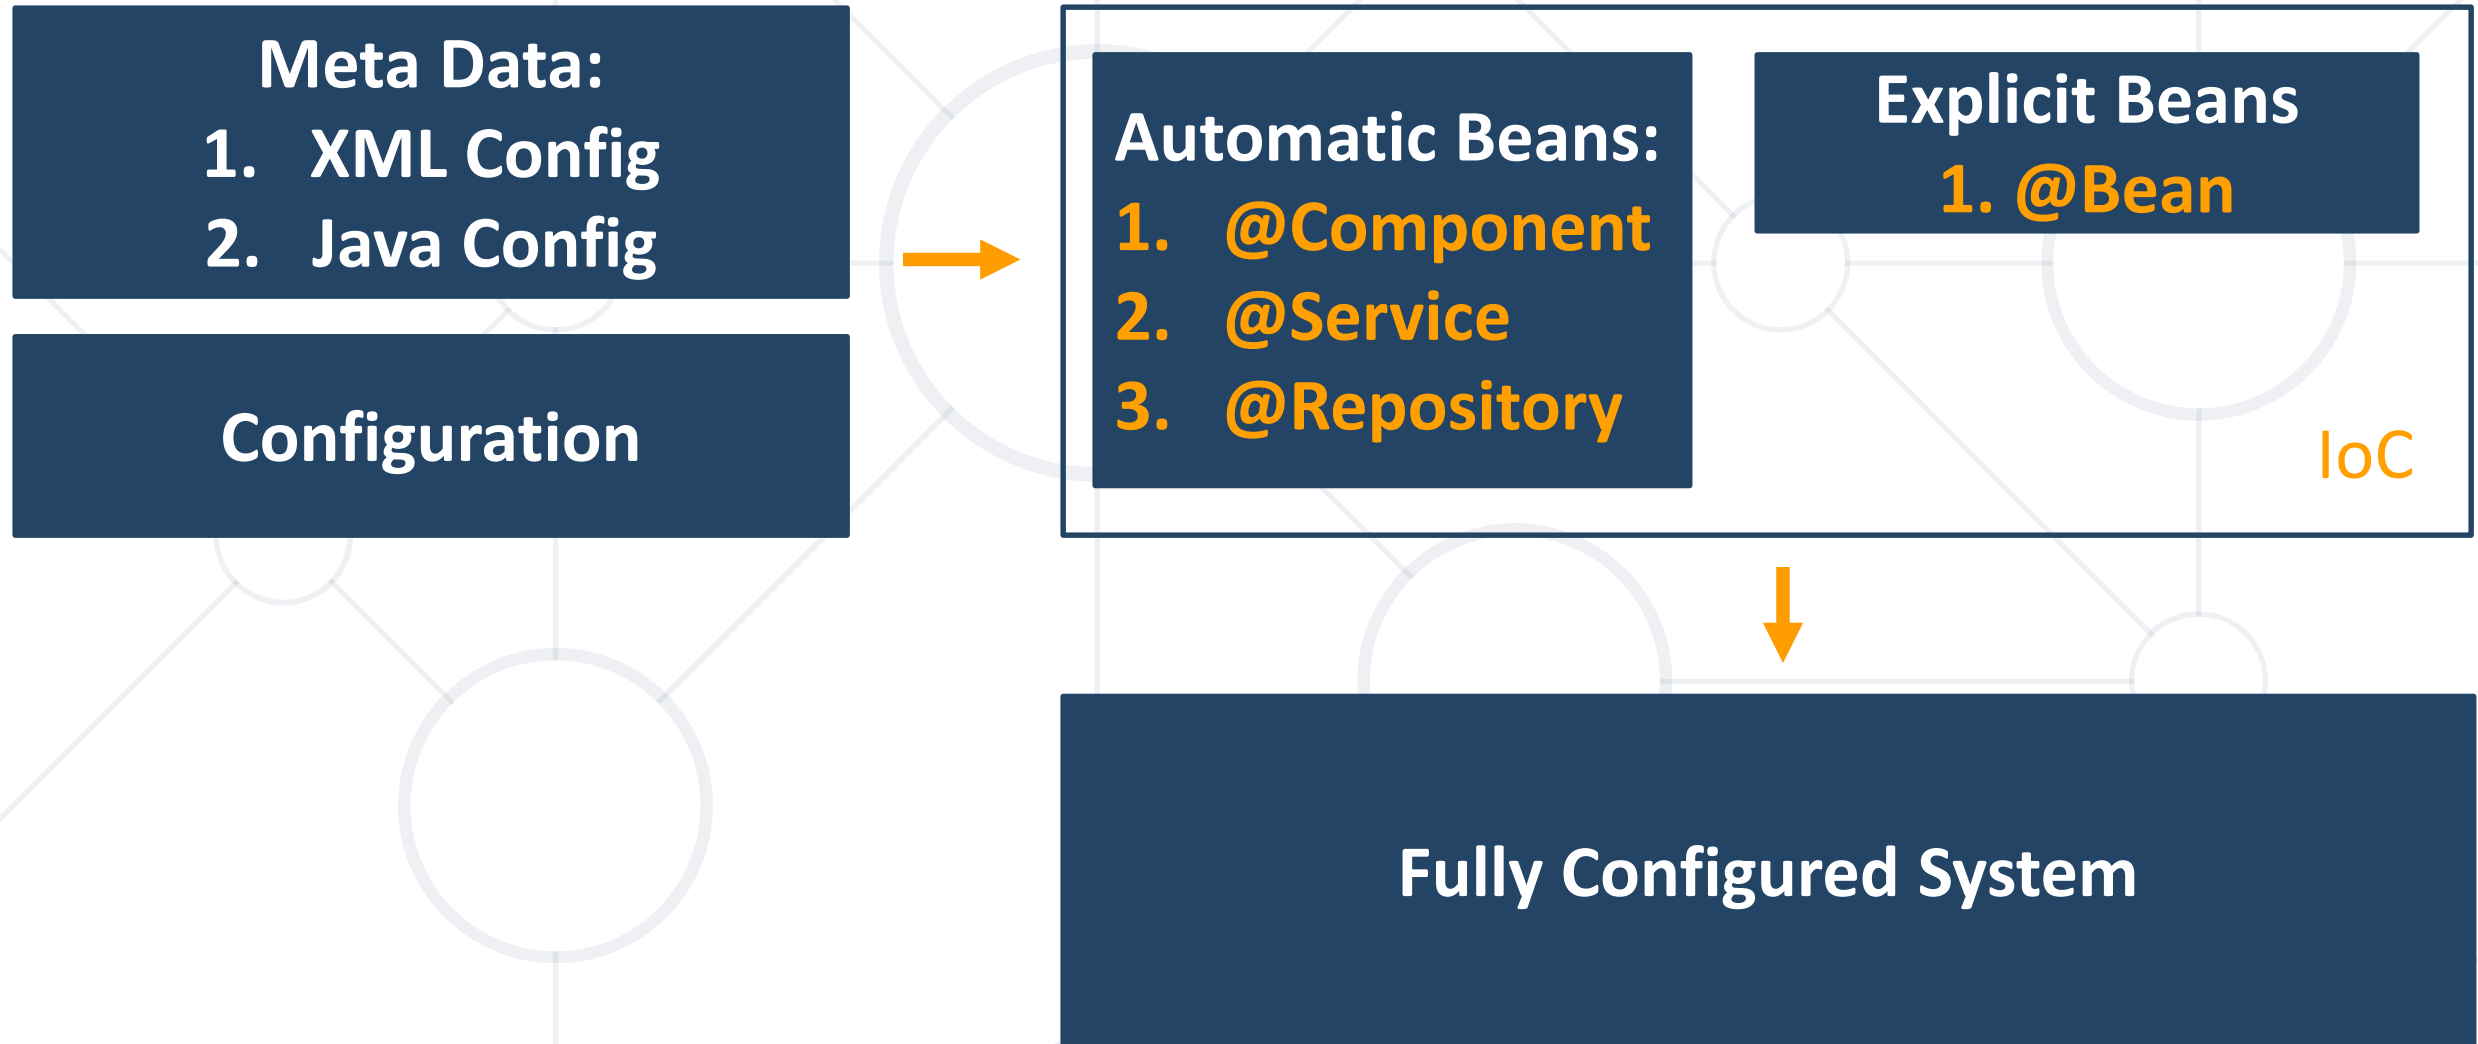 Meta Data:
1. XML Config
2. Java Config
Configuration
Automatic Beans:
1. @Component
2. @Service
3. @Repository
Explicit Beans
1. @Bean
IoC
Fully Configured System